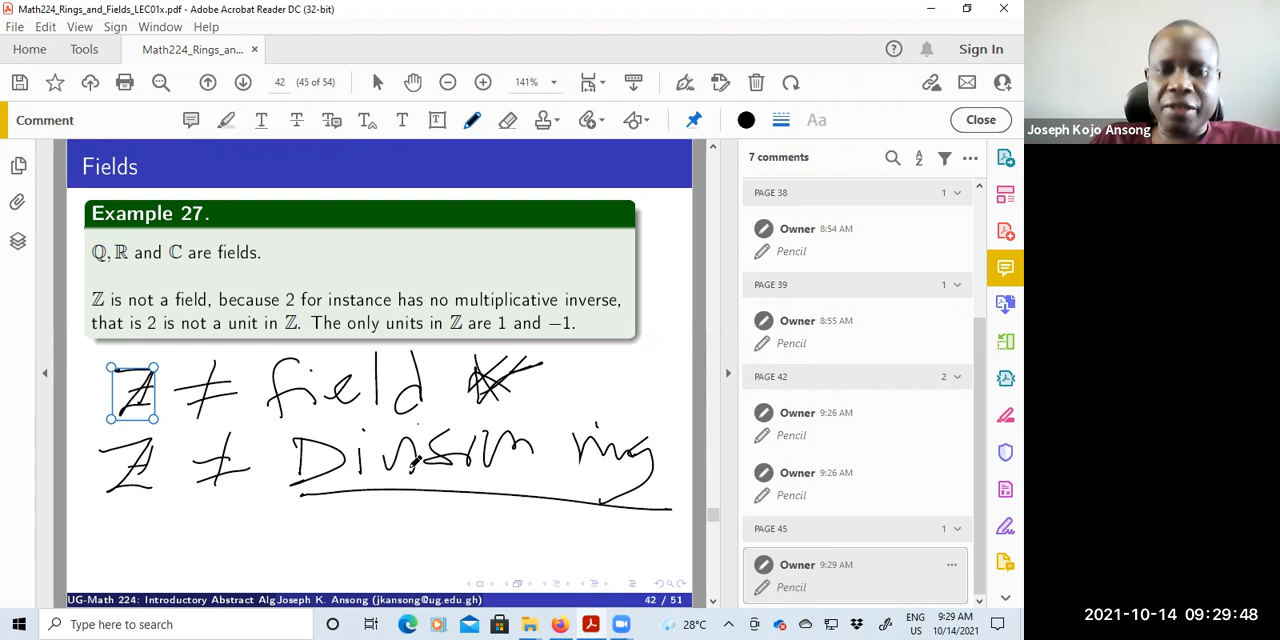 Math224_Rings_and_Fields_LEC01x.pdf - Adobe Acrobat Reader DC (32-bit)
File Edit View Sign Window Help
Home Tools Math224_Rings_an... × Sign In
42 (45 of 54) 141%
Comment Aa Close
Joseph Kojo Ansong
Fields
Example 27.
ℚ, ℝ and ℂ are fields.
ℤ is not a field, because 2 for instance has no multiplicative inverse,
that is 2 is not a unit in ℤ. The only units in ℤ are 1 and −1.
ℤ ≠ field
ℤ ≠ Division ring
UG-Math 224: Introductory Abstract AlgJoseph K. Ansong (jkansong@ug.edu.gh) 42 / 51
7 comments
PAGE 38 1
Owner 8:54 AM
Pencil
PAGE 39 1
Owner 8:55 AM
Pencil
PAGE 42 2
Owner 9:26 AM
Pencil
Owner 9:26 AM
Pencil
PAGE 45 1
Owner 9:29 AM
Pencil
Type here to search
28°C
ENG
US
9:29 AM
10/14/2021
2021-10-14 09:29:48